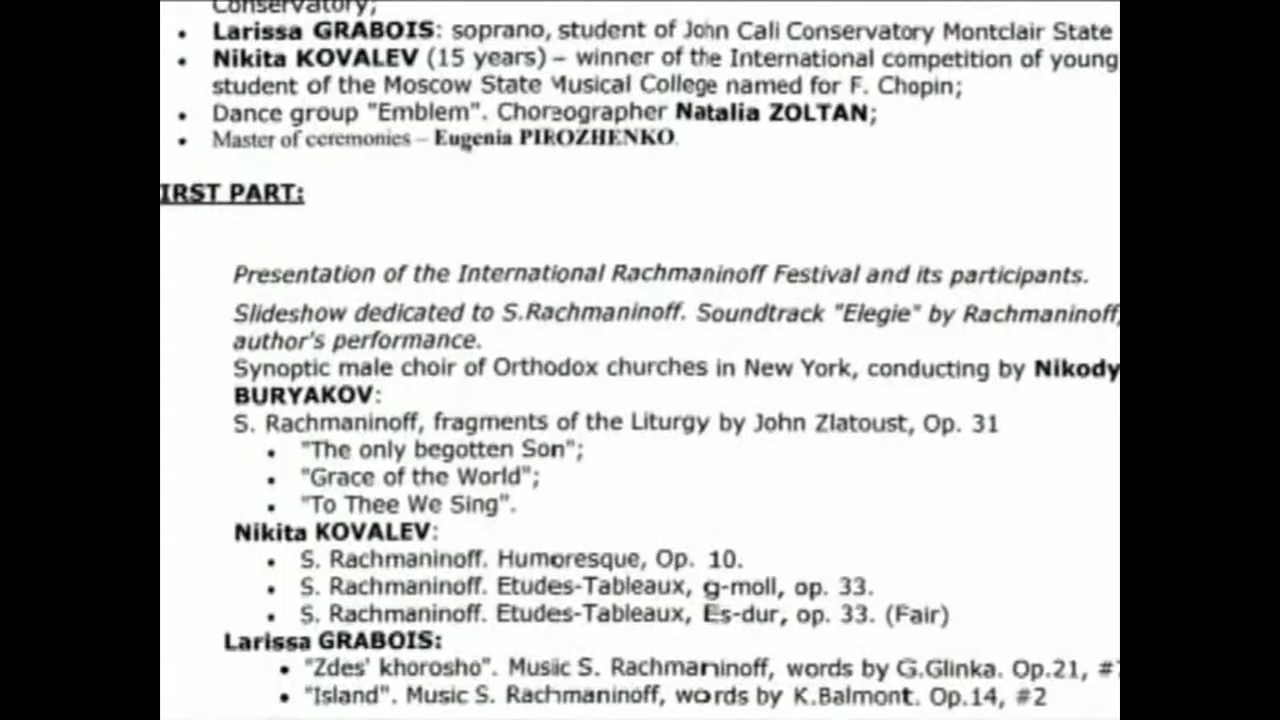 Conservatory;
• Larissa GRABOIS: soprano, student of John Cali Conservatory Montclair State
• Nikita KOVALEV (15 years) – winner of the International competition of young
student of the Moscow State Musical College named for F. Chopin;
• Dance group "Emblem". Choreographer Natalia ZOLTAN;
• Master of ceremonies – Eugenia PIROZHENKO.
IRST PART:
Presentation of the International Rachmaninoff Festival and its participants.
Slideshow dedicated to S.Rachmaninoff. Soundtrack "Elegie" by Rachmaninoff,
author's performance.
Synoptic male choir of Orthodox churches in New York, conducting by Nikody
BURYAKOV:
S. Rachmaninoff, fragments of the Liturgy by John Zlatoust, Op. 31
• "The only begotten Son";
• "Grace of the World";
• "To Thee We Sing".
Nikita KOVALEV:
• S. Rachmaninoff. Humoresque, Op. 10.
• S. Rachmaninoff. Etudes-Tableaux, g-moll, op. 33.
• S. Rachmaninoff. Etudes-Tableaux, Es-dur, op. 33. (Fair)
Larissa GRABOIS:
• "Zdes' khorosho". Music S. Rachmaninoff, words by G.Glinka. Op.21, #7
• "Island". Music S. Rachmaninoff, words by K.Balmont. Op.14, #2